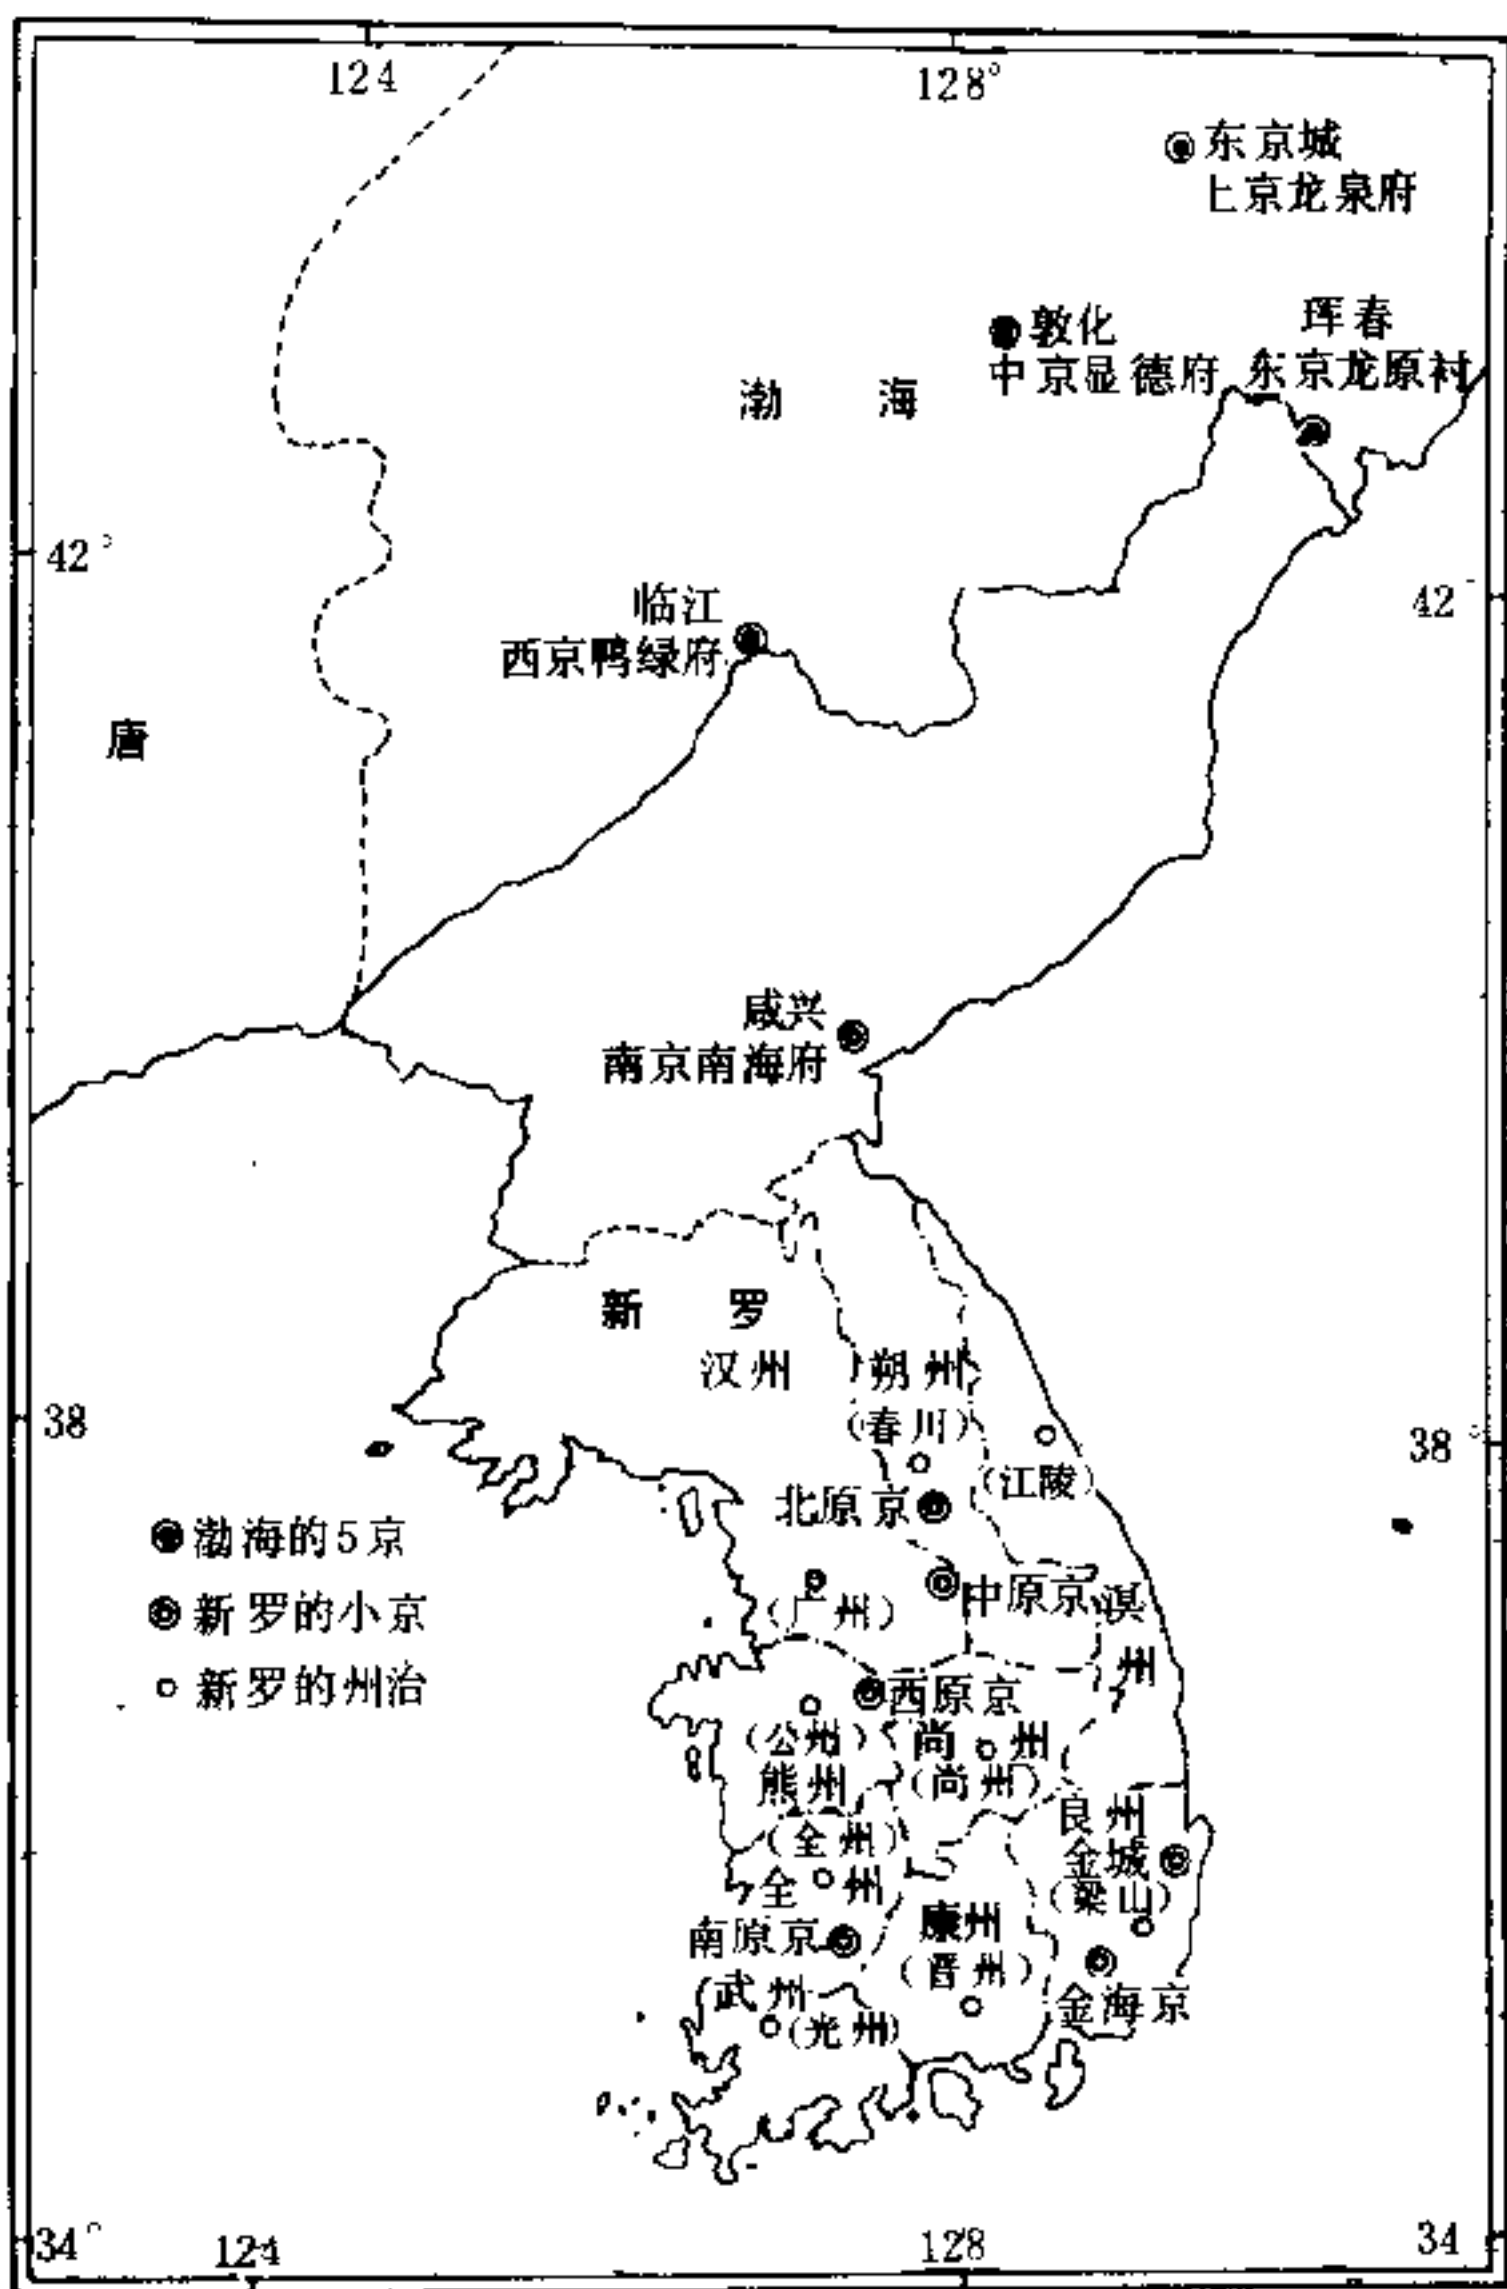 124
128°
东京城
上京龙泉府
敦化
中京显德府
珲春
东京龙原衬
渤海
42°
42
临江
西京鸭绿府
唐
咸兴
南京南海府
新罗
汉州
朔州
(春川)
38
38°
(江陵)
北原京
渤海的5京
新罗的小京
新罗的州治
中原京
溟州
(广州)
西原京
(公州)
熊州
尚州
(尚州)
良州
金城
(梁山)
(全州)
全州
南原京
康州
(晋州)
武州
(光州)
金海京
34°
124
128
34